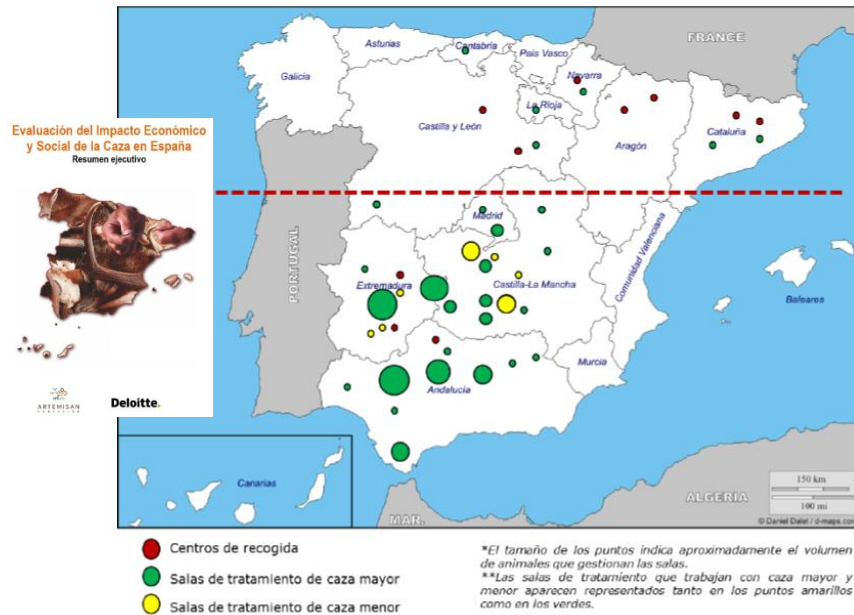 Evaluación del Impacto Económico
y Social de la Caza en España
Resumen ejecutivo
ARTEMISAN
FUNDACIÓN
Deloitte.
FRANCE
PORTUGAL
MAR.
ALGERIA
Galicia
Asturias
Cantabria
País Vasco
Navarra
La Rioja
Castilla y León
Aragón
Cataluña
Madrid
Extremadura
Castilla-La Mancha
Comunidad Valenciana
Baleares
Murcia
Andalucía
Canarias
150 km
100 mi
© Daniel Dalet / d-maps.com
Centros de recogida
Salas de tratamiento de caza mayor
Salas de tratamiento de caza menor
*El tamaño de los puntos indica aproximadamente el volumen
de animales que gestionan las salas.
**Las salas de tratamiento que trabajan con caza mayor y
menor aparecen representados tanto en los puntos amarillos
como en los verdes.